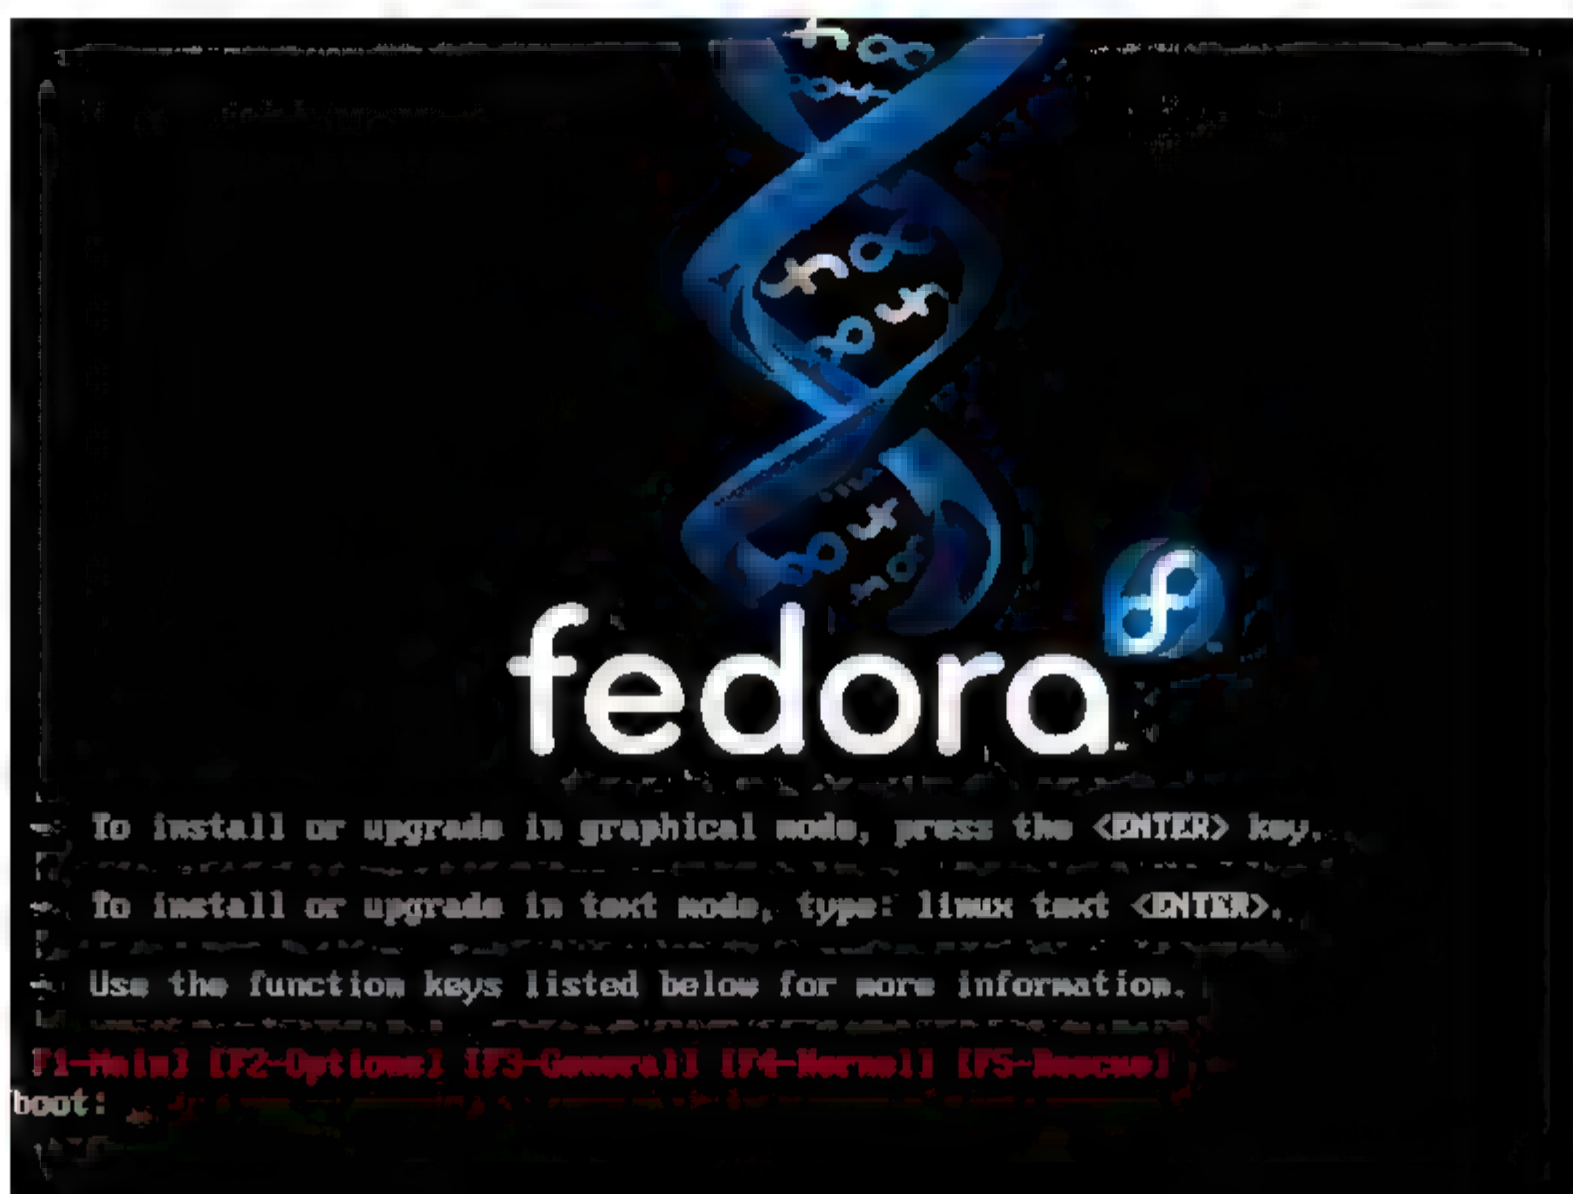 fedora
To install or upgrade in graphical mode, press the <ENTER> key.
To install or upgrade in text mode, type: linux text <ENTER>.
Use the function keys listed below for more information.
F1-Main] [F2-Options] [F3-General] [F4-Kernel] [F5-Rescue]
boot: